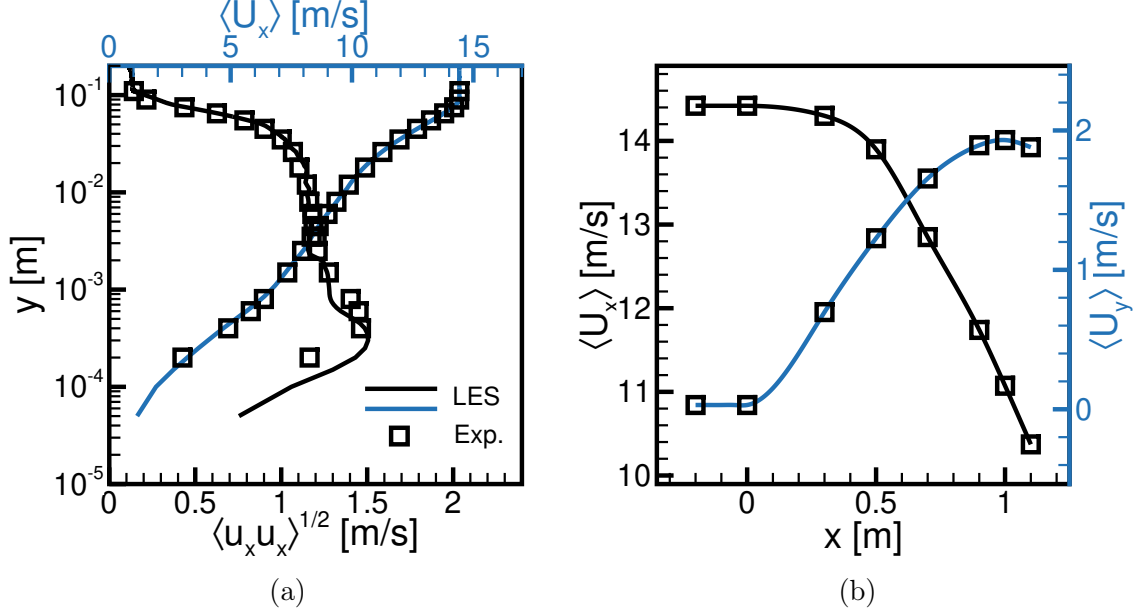 ⟨U_x⟩ [m/s]
0 5 10 15
10^-1
10^-2
10^-3
10^-4
10^-5
y [m]
LES
Exp.
0 0.5 1 1.5 2
⟨u_x u_x⟩^1/2 [m/s]
(a)
14
13
12
11
10
⟨U_x⟩ [m/s]
2
1
0
⟨U_y⟩ [m/s]
0 0.5 1
x [m]
(b)